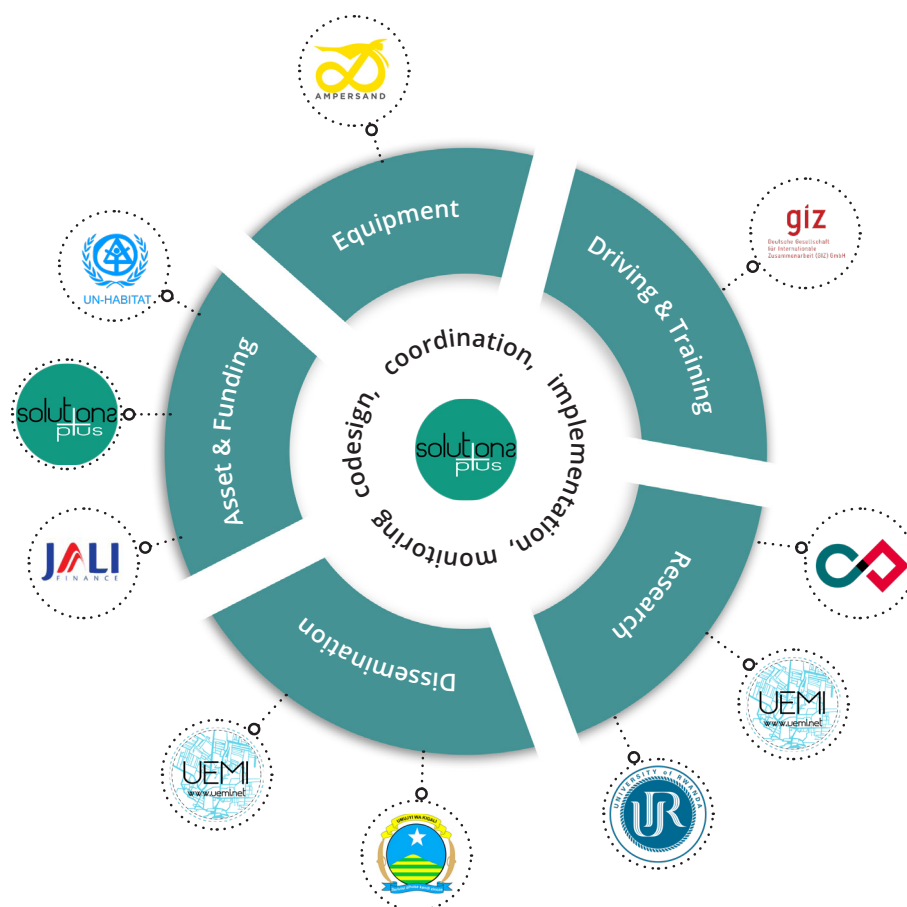 AMPERSAND
Equipment
giz
Deutsche Gesellschaft
für Internationale
Zusammenarbeit (GIZ) GmbH
Driving & Training
UN-HABITAT
solutions
plus
JALI
FINANCE
Asset & Funding
codesign, coordination, implementation, monitoring
solutions
plus
Research
UEMI
www.uemi.net
UNIVERSITY of RWANDA
UR
Dissemination
UEMI
www.uemi.net
UMUJYI WA KIGALI